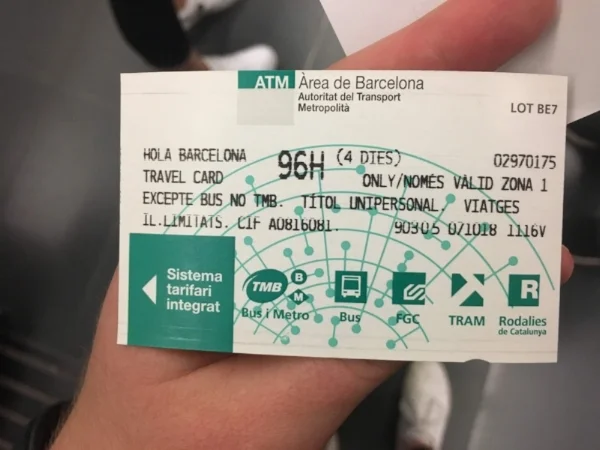 ATM Àrea de Barcelona
Autoritat del Transport
Metropolità
LOT BE7
HOLA BARCELONA 96H (4 DIES) 02970175
TRAVEL CARD ONLY/NOMÉS VÀLID ZONA 1
EXCEPTE BUS NO TMB. TÍTOL UNIPERSONAL. VIATGES
IL.LIMITATS. CIF A0816081. 90305 071018 1116V
Sistema
tarifari
integrat
TMB B M
R
Bus i Metro Bus FGC TRAM Rodalies
de Catalunya